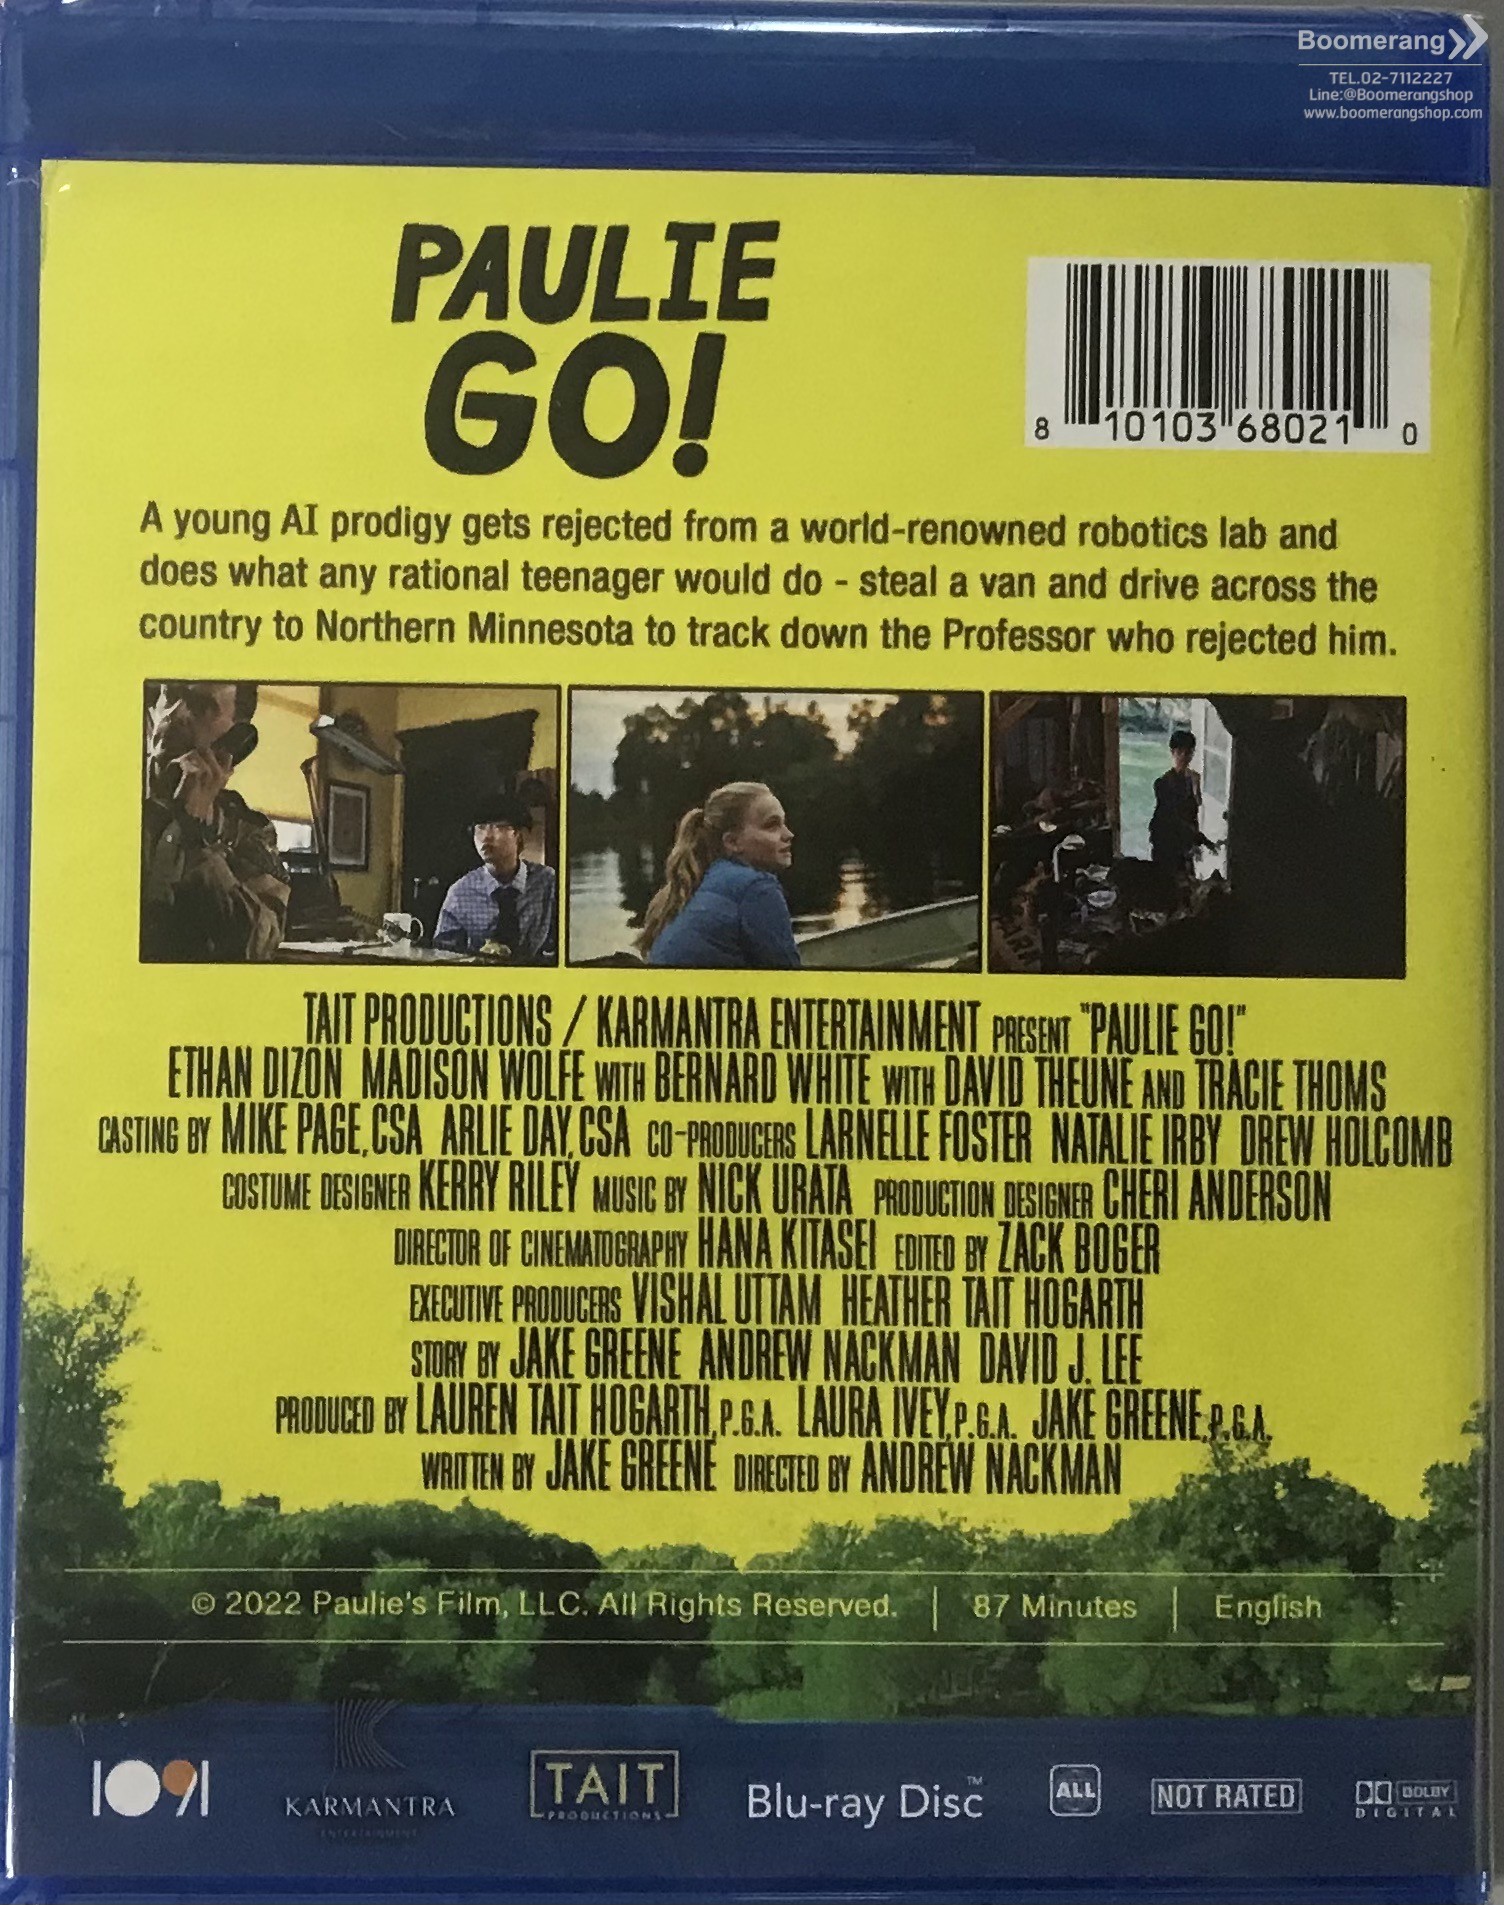 Boomerang
TEL.02-7112227
Line:@Boomerangshop
www.boomerangshop.com
PAULIE
GO!
8 10103 68021 0
A young AI prodigy gets rejected from a world-renowned robotics lab and
does what any rational teenager would do - steal a van and drive across the
country to Northern Minnesota to track down the Professor who rejected him.
TAIT PRODUCTIONS / KARMANTRA ENTERTAINMENT PRESENT "PAULIE GO!"
ETHAN DIZON MADISON WOLFE WITH BERNARD WHITE WITH DAVID THEUNE AND TRACIE THOMS
CASTING BY MIKE PAGE, CSA ARLIE DAY, CSA CO-PRODUCERS LARNELLE FOSTER NATALIE IRBY DREW HOLCOMB
COSTUME DESIGNER KERRY RILEY MUSIC BY NICK URATA PRODUCTION DESIGNER CHERI ANDERSON
DIRECTOR OF CINEMATOGRAPHY HANA KITASEI EDITED BY ZACK BOGER
EXECUTIVE PRODUCERS VISHAL UTTAM HEATHER TAIT HOGARTH
STORY BY JAKE GREENE ANDREW NACKMAN DAVID J. LEE
PRODUCED BY LAUREN TAIT HOGARTH, P.G.A. LAURA IVEY, P.G.A. JAKE GREENE, P.G.A.
WRITTEN BY JAKE GREENE DIRECTED BY ANDREW NACKMAN
© 2022 Paulie's Film, LLC. All Rights Reserved. | 87 Minutes | English
1091
KARMANTRA
ENTERTAINMENT
TAIT
PRODUCTIONS
Blu-ray Disc™
ALL
NOT RATED
DOLBY
DIGITAL